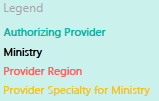 Legend
Authorizing Provider
Ministry
Provider Region
Provider Specialty for Ministry